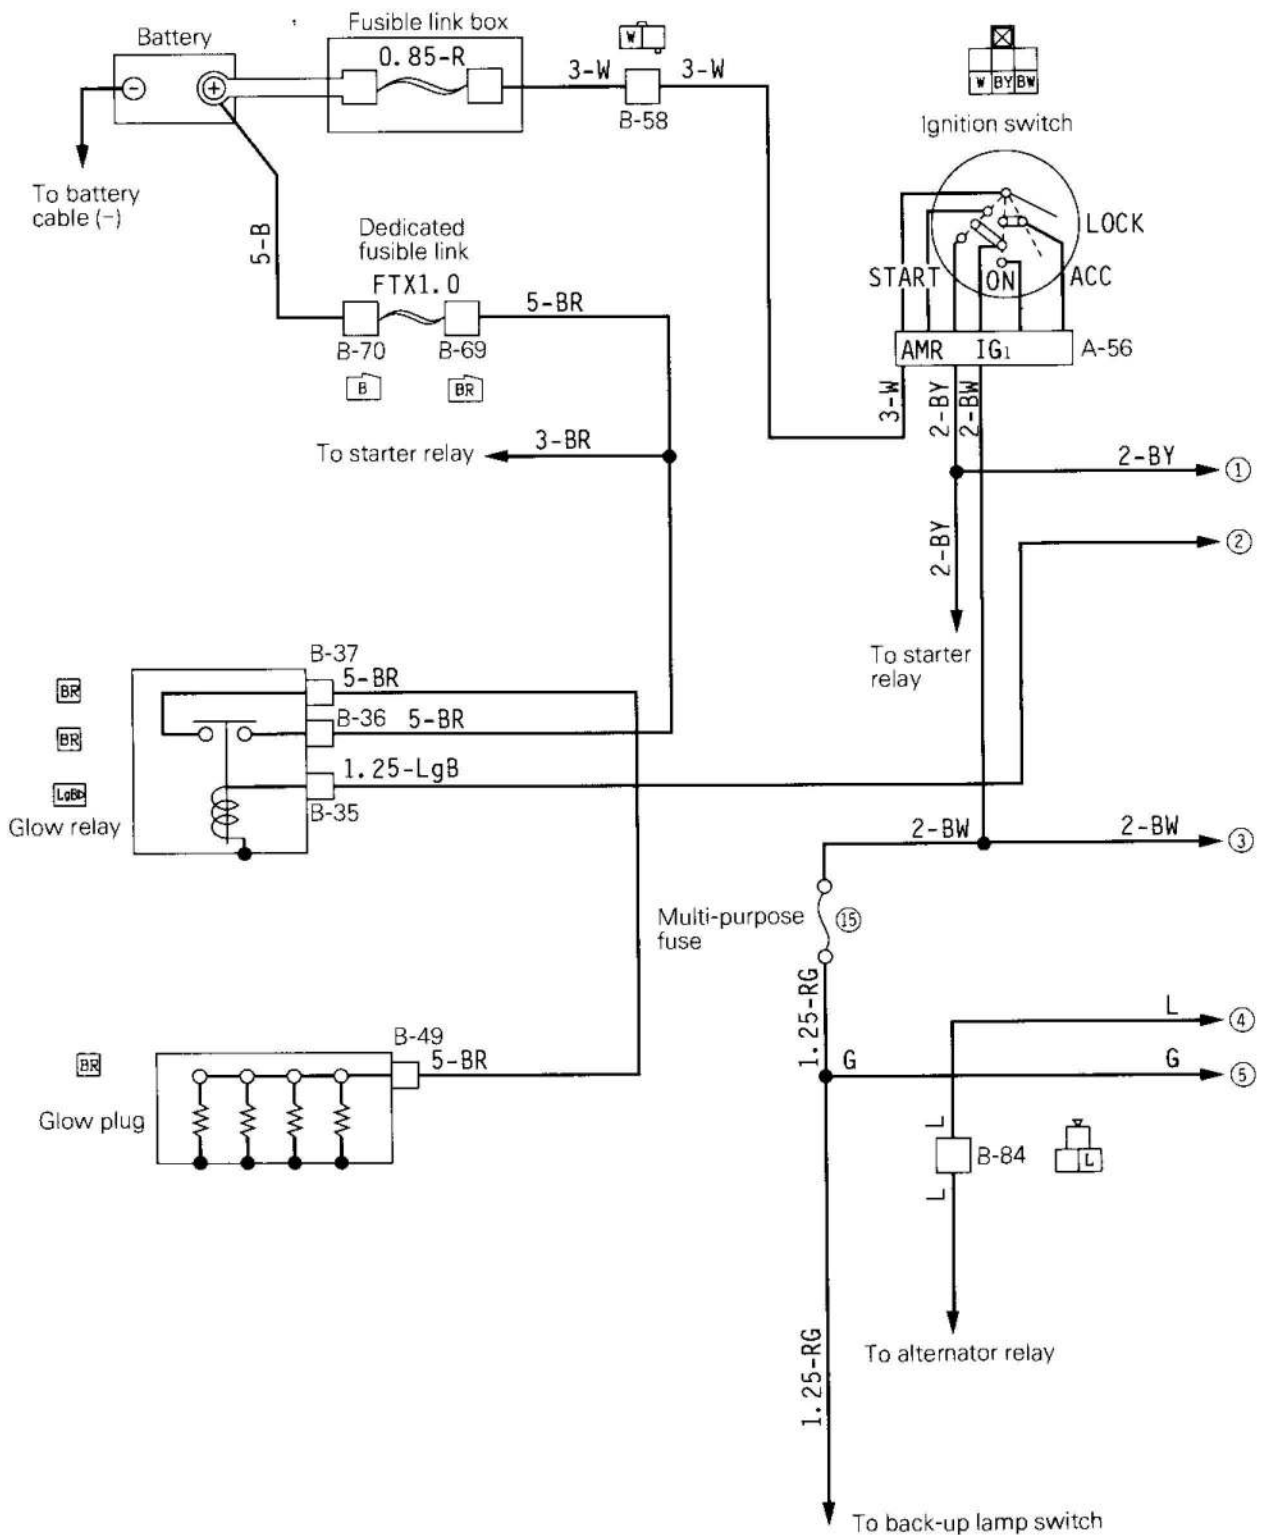 Battery
Fusible link box
0.85-R
3-W
W
3-W
B-58
W BY BW
Ignition switch
To battery
cable (−)
5-B
Dedicated
fusible link
FTX1.0
5-BR
B-70
B-69
B
BR
LOCK
START
ON
ACC
AMR
IG1
A-56
3-W
2-BY
2-BW
To starter relay
3-BR
2-BY
①
②
2-BY
To starter
relay
B-37
BR
5-BR
BR
B-36
5-BR
LgB
1.25-LgB
B-35
Glow relay
2-BW
2-BW
③
Multi-purpose
fuse
⑮
1.25-RG
L
④
G
G
⑤
B-49
BR
5-BR
Glow plug
L
B-84
L
L
To alternator relay
1.25-RG
To back-up lamp switch